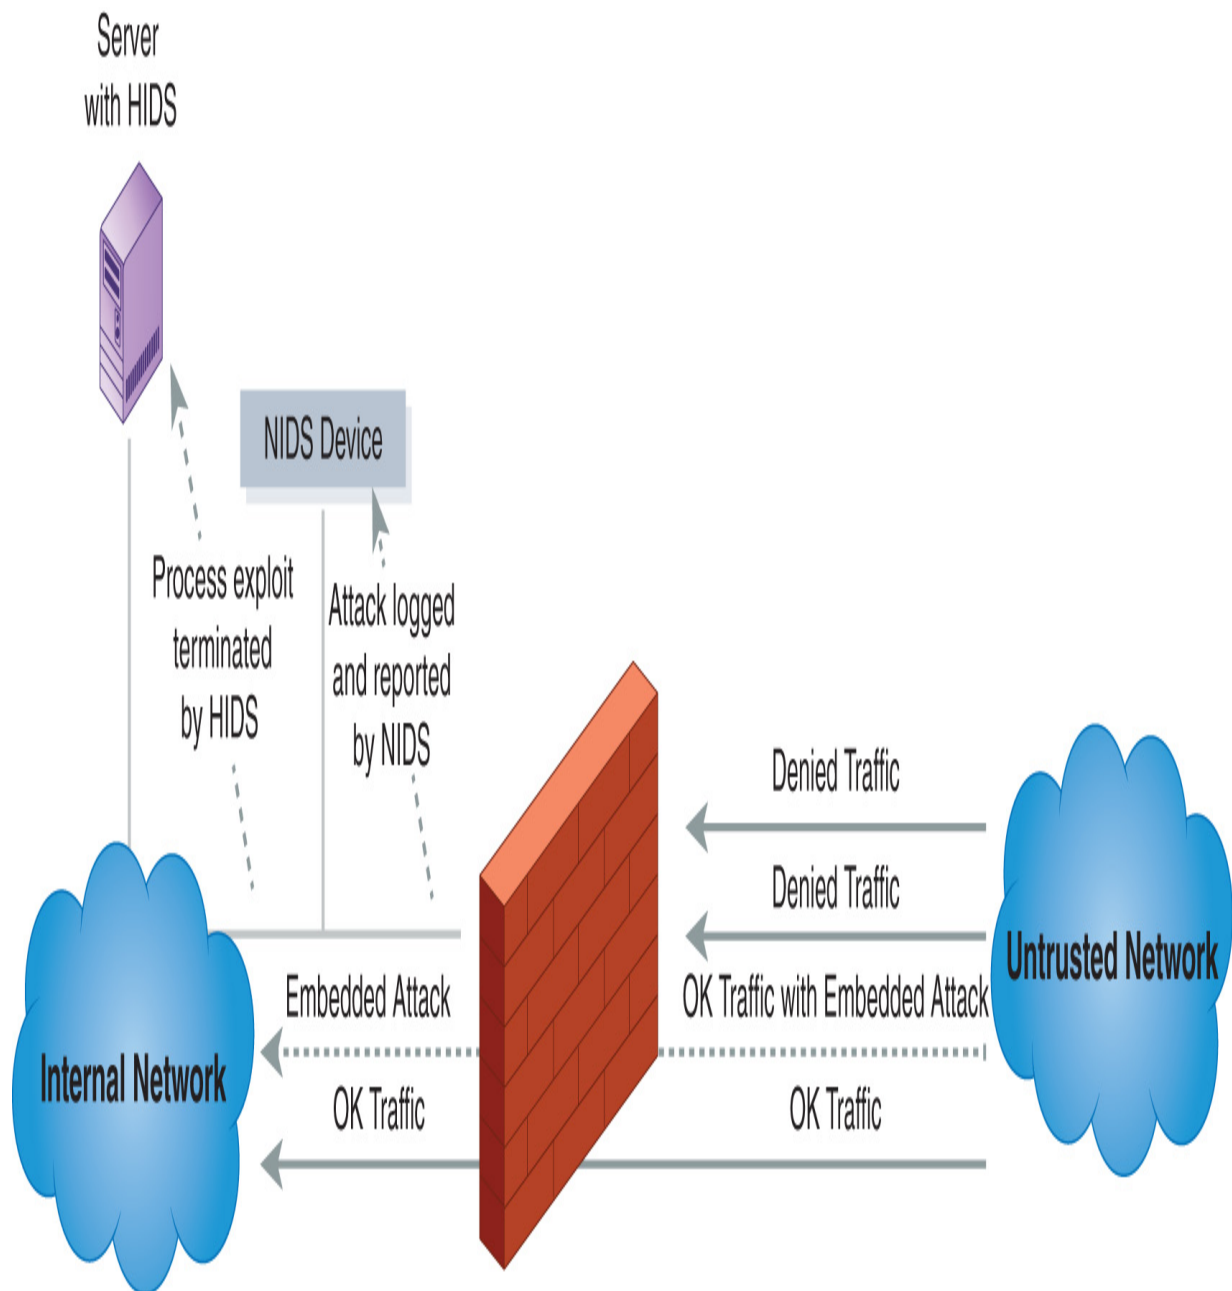 Server
with HIDS
NIDS Device
Process exploit
terminated
by HIDS
Attack logged
and reported
by NIDS
Denied Traffic
Denied Traffic
Untrusted Network
OK Traffic with Embedded Attack
Embedded Attack
Internal Network
OK Traffic
OK Traffic